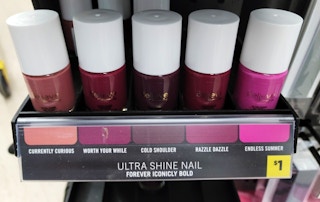 CURRENTLY CURIOUS WORTH YOUR WHILE COLD SHOULDER RAZZLE DAZZLE ENDLESS SUMMER
ULTRA SHINE NAIL
FOREVER ICONICLY BOLD
$1